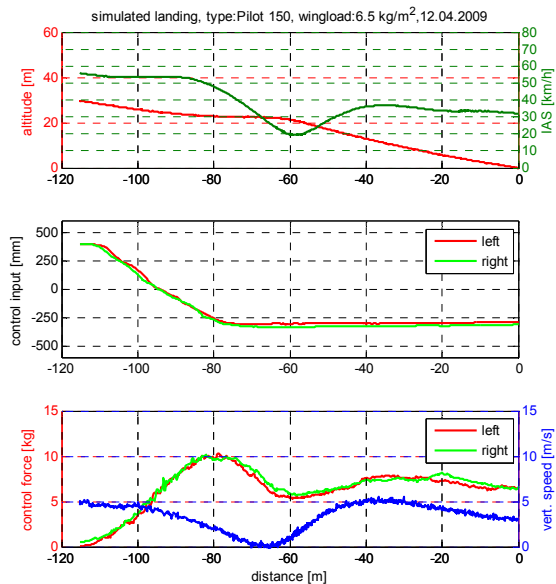 simulated landing, type:Pilot 150, wingload:6.5 kg/m²,12.04.2009
60 80
70
60
40
50
40
20 30
20
10
0 0
altitude [m]
IAS [km/h]
-120 -100 -80 -60 -40 -20 0
500
250
0
-250
-500
control input [mm]
left
right
-120 -100 -80 -60 -40 -20 0
15 15
10 10
5 5
0 0
control force [kg]
vert. speed [m/s]
left
right
-120 -100 -80 -60 -40 -20 0
distance [m]